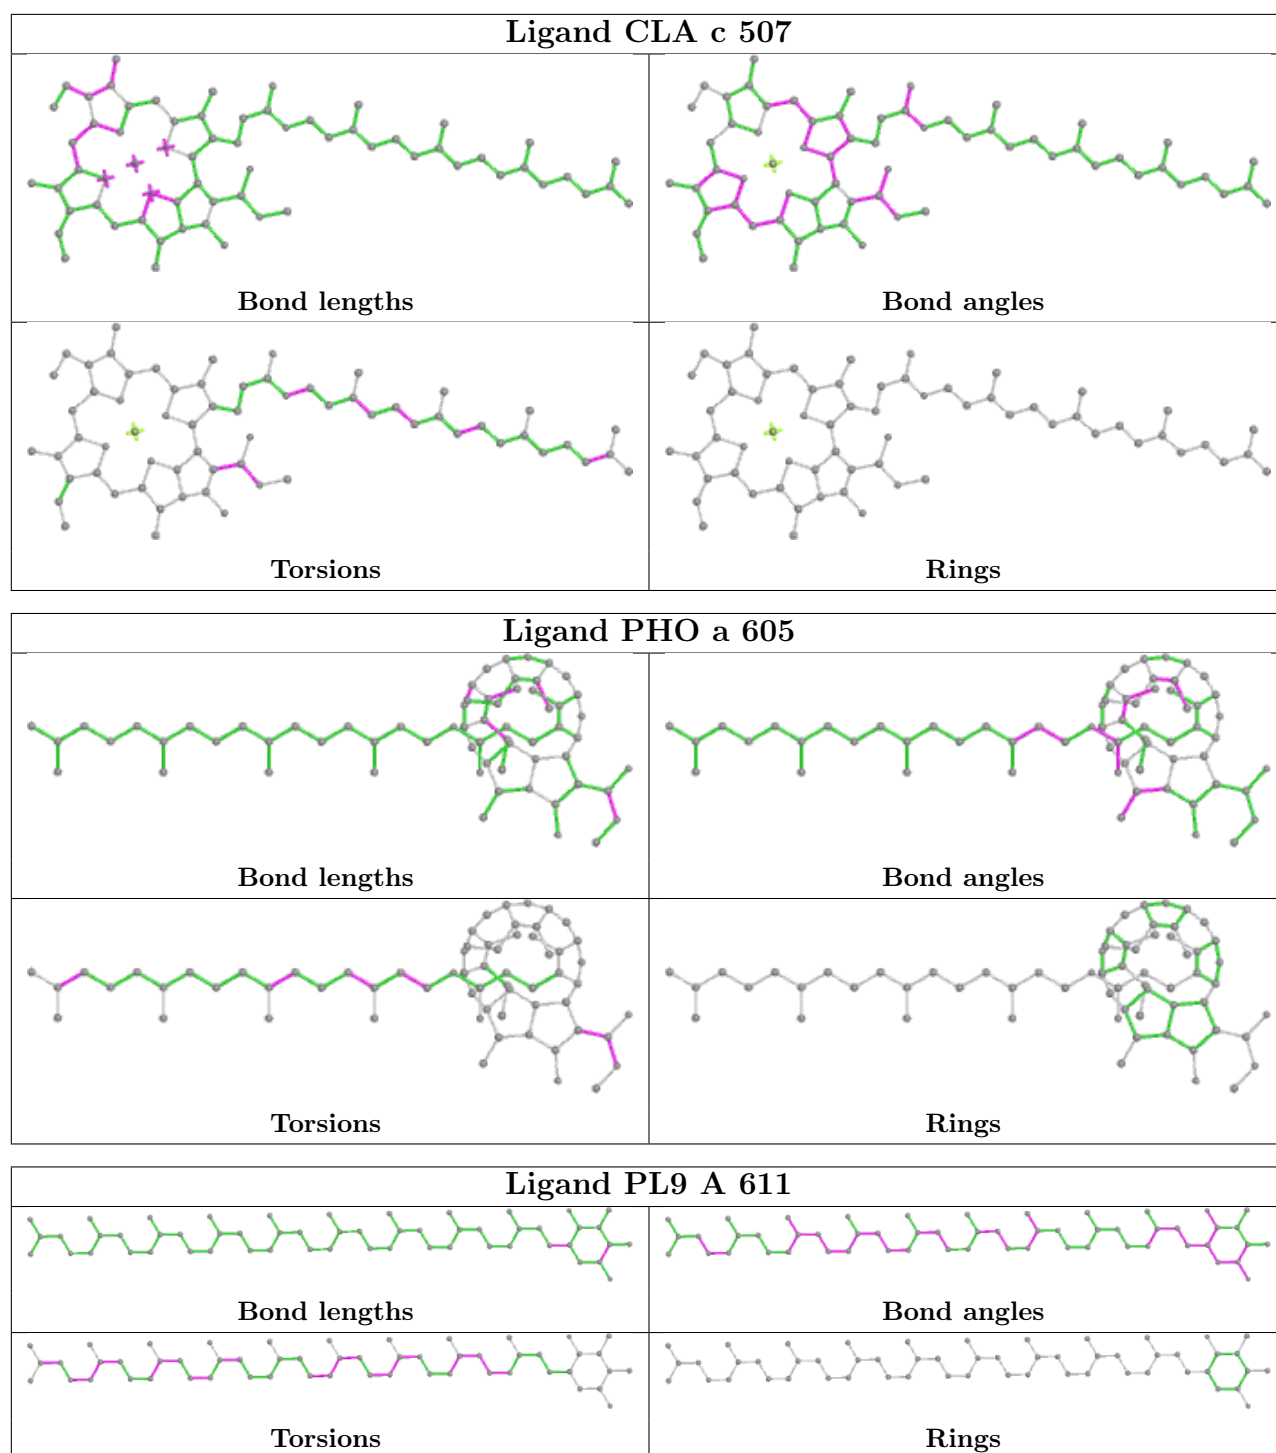 Ligand CLA c 507
Bond lengths
Bond angles
Torsions
Rings
Ligand PHO a 605
Bond lengths
Bond angles
Torsions
Rings
Ligand PL9 A 611
Bond lengths
Bond angles
Torsions
Rings